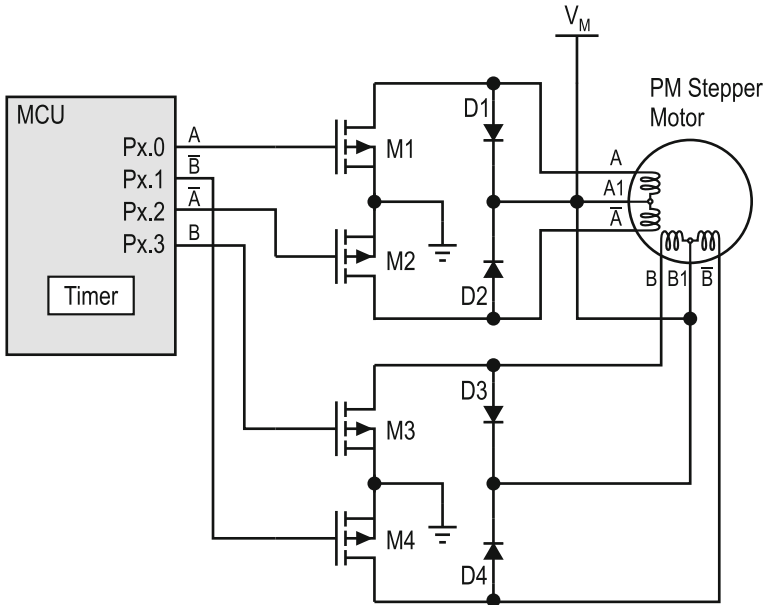 V_M
PM Stepper
Motor
MCU
D1
Px.0
A
M1
A
Px.1
B̅
A1
Px.2
A̅
A̅
Px.3
B
M2
Timer
D2
B
B1
B̅
D3
M3
M4
D4